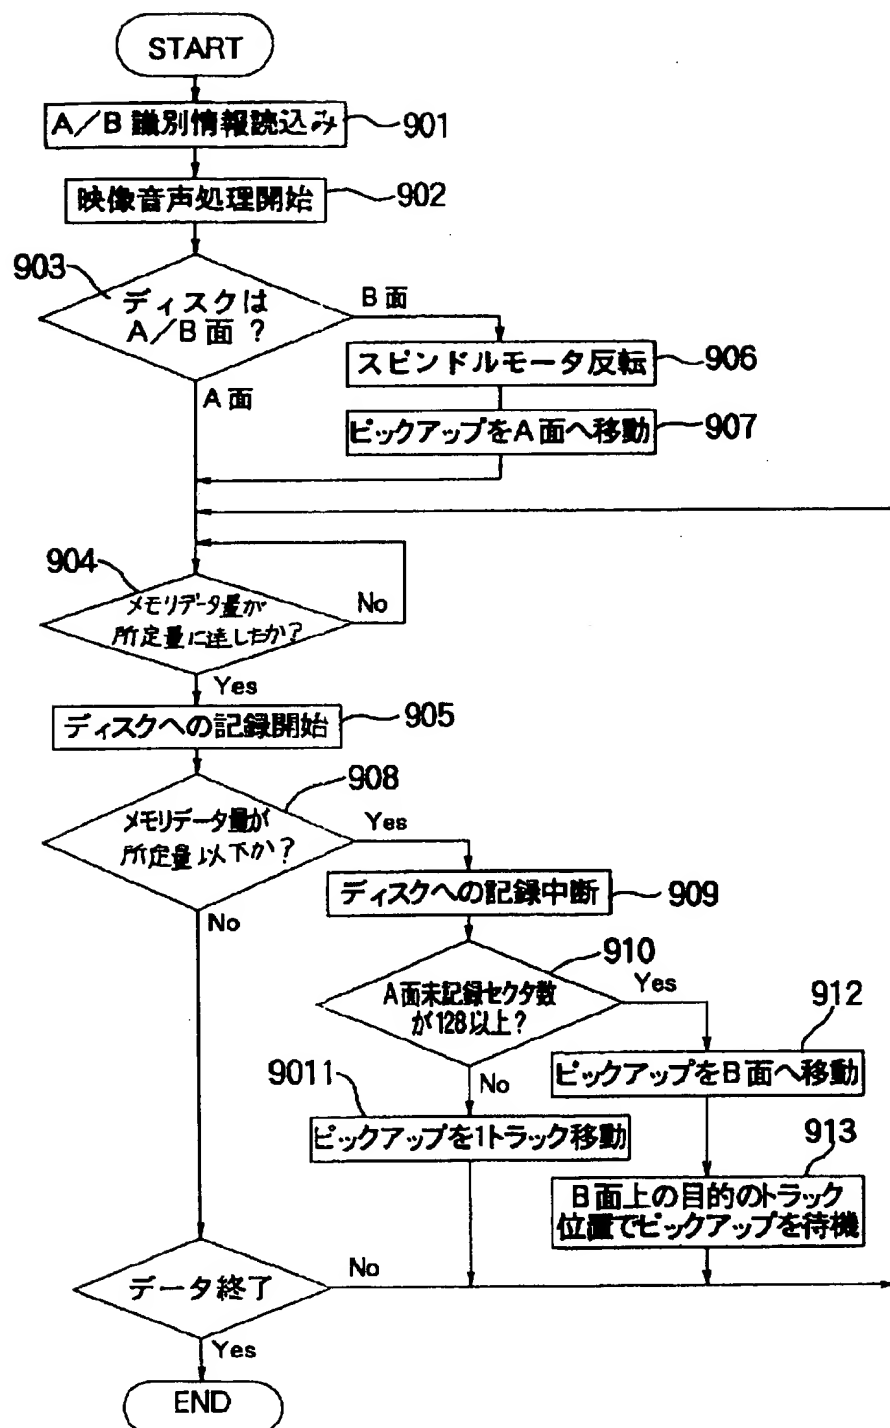 START
A/B 識別情報読込み
901
映像音声処理開始
902
903
ディスクは
A/B面?
B面
A面
スピンドルモータ反転
906
ピックアップをA面へ移動
907
904
メモリデータ量が
所定量に達したか?
No
Yes
ディスクへの記録開始
905
908
メモリデータ量が
所定量以下か?
Yes
No
ディスクへの記録中断
909
910
A面未記録セクタ数
が128以上?
Yes
No
912
ピックアップをB面へ移動
9011
ピックアップを1トラック移動
913
B面上の目的のトラック
位置でピックアップを待機
データ終了
No
Yes
END